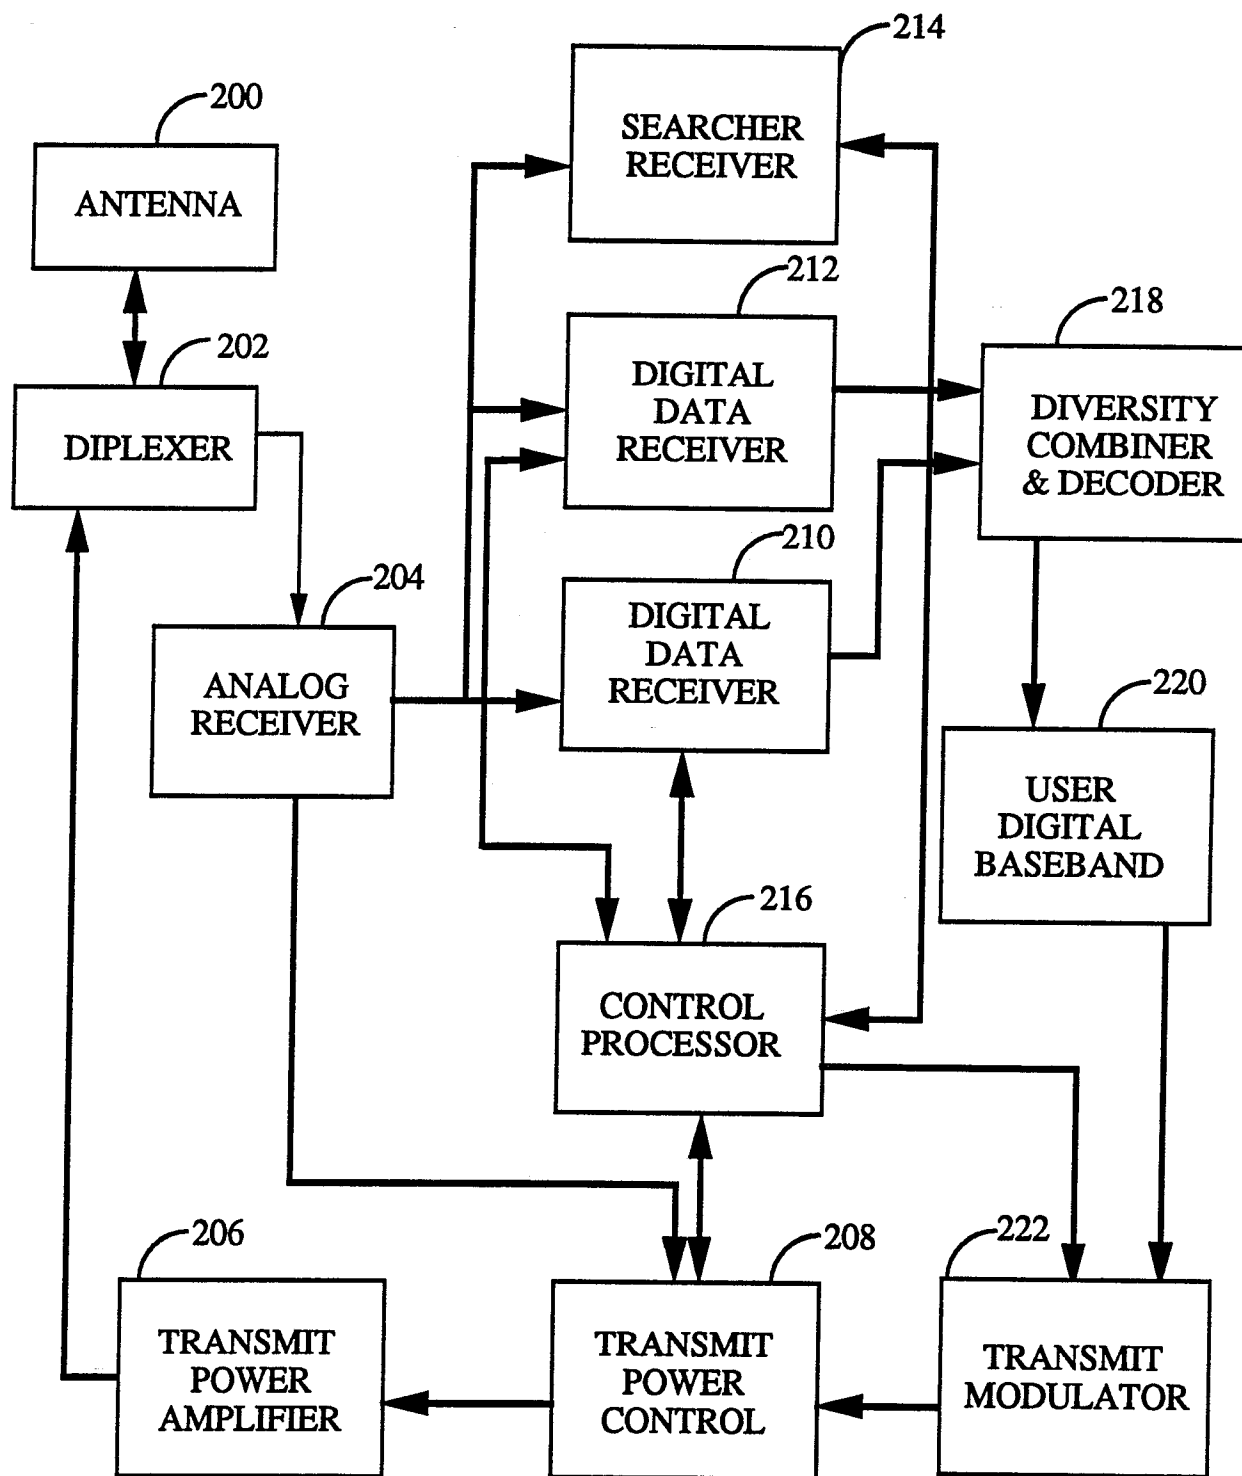 214
200
SEARCHER
RECEIVER
ANTENNA
212
218
202
DIGITAL
DATA
RECEIVER
DIVERSITY
COMBINER
& DECODER
DIPLEXER
210
204
DIGITAL
DATA
RECEIVER
ANALOG
RECEIVER
220
USER
DIGITAL
BASEBAND
216
CONTROL
PROCESSOR
206
208
222
TRANSMIT
POWER
AMPLIFIER
TRANSMIT
POWER
CONTROL
TRANSMIT
MODULATOR